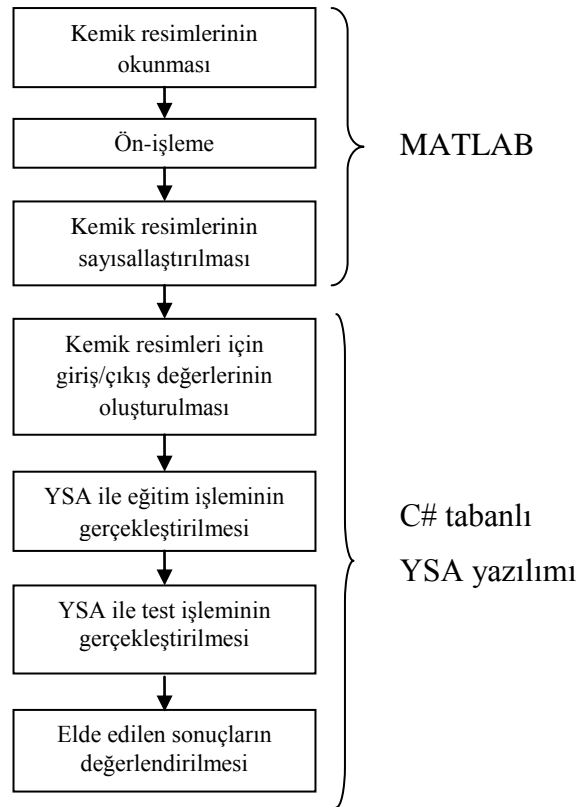 Kemik resimlerinin
okunması
Ön-işleme
MATLAB
Kemik resimlerinin
sayısallaştırılması
Kemik resimleri için
giriş/çıkış değerlerinin
oluşturulması
YSA ile eğitim işleminin
gerçekleştirilmesi
C# tabanlı
YSA yazılımı
YSA ile test işleminin
gerçekleştirilmesi
Elde edilen sonuçların
değerlendirilmesi